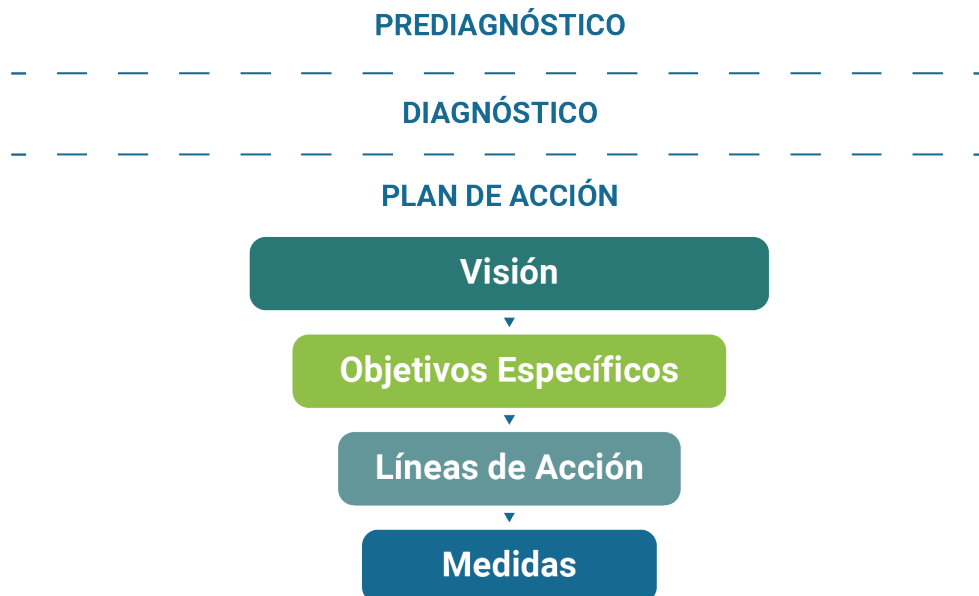 PREDIAGNÓSTICO
DIAGNÓSTICO
PLAN DE ACCIÓN
Visión
Objetivos Específicos
Líneas de Acción
Medidas